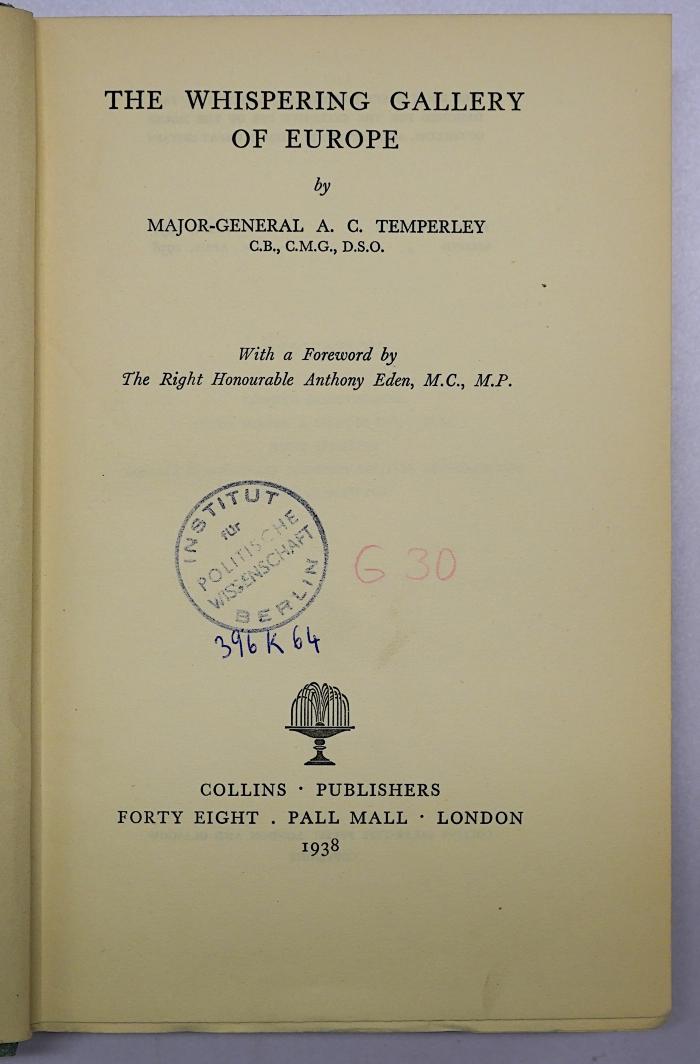 THE WHISPERING GALLERY
OF EUROPE
by
MAJOR-GENERAL A. C. TEMPERLEY
C.B., C.M.G., D.S.O.
With a Foreword by
The Right Honourable Anthony Eden, M.C., M.P.
INSTITUT
für
POLITISCHE
WISSENSCHAFT
BERLIN
G 30
396 K 64
COLLINS · PUBLISHERS
FORTY EIGHT . PALL MALL · LONDON
1938